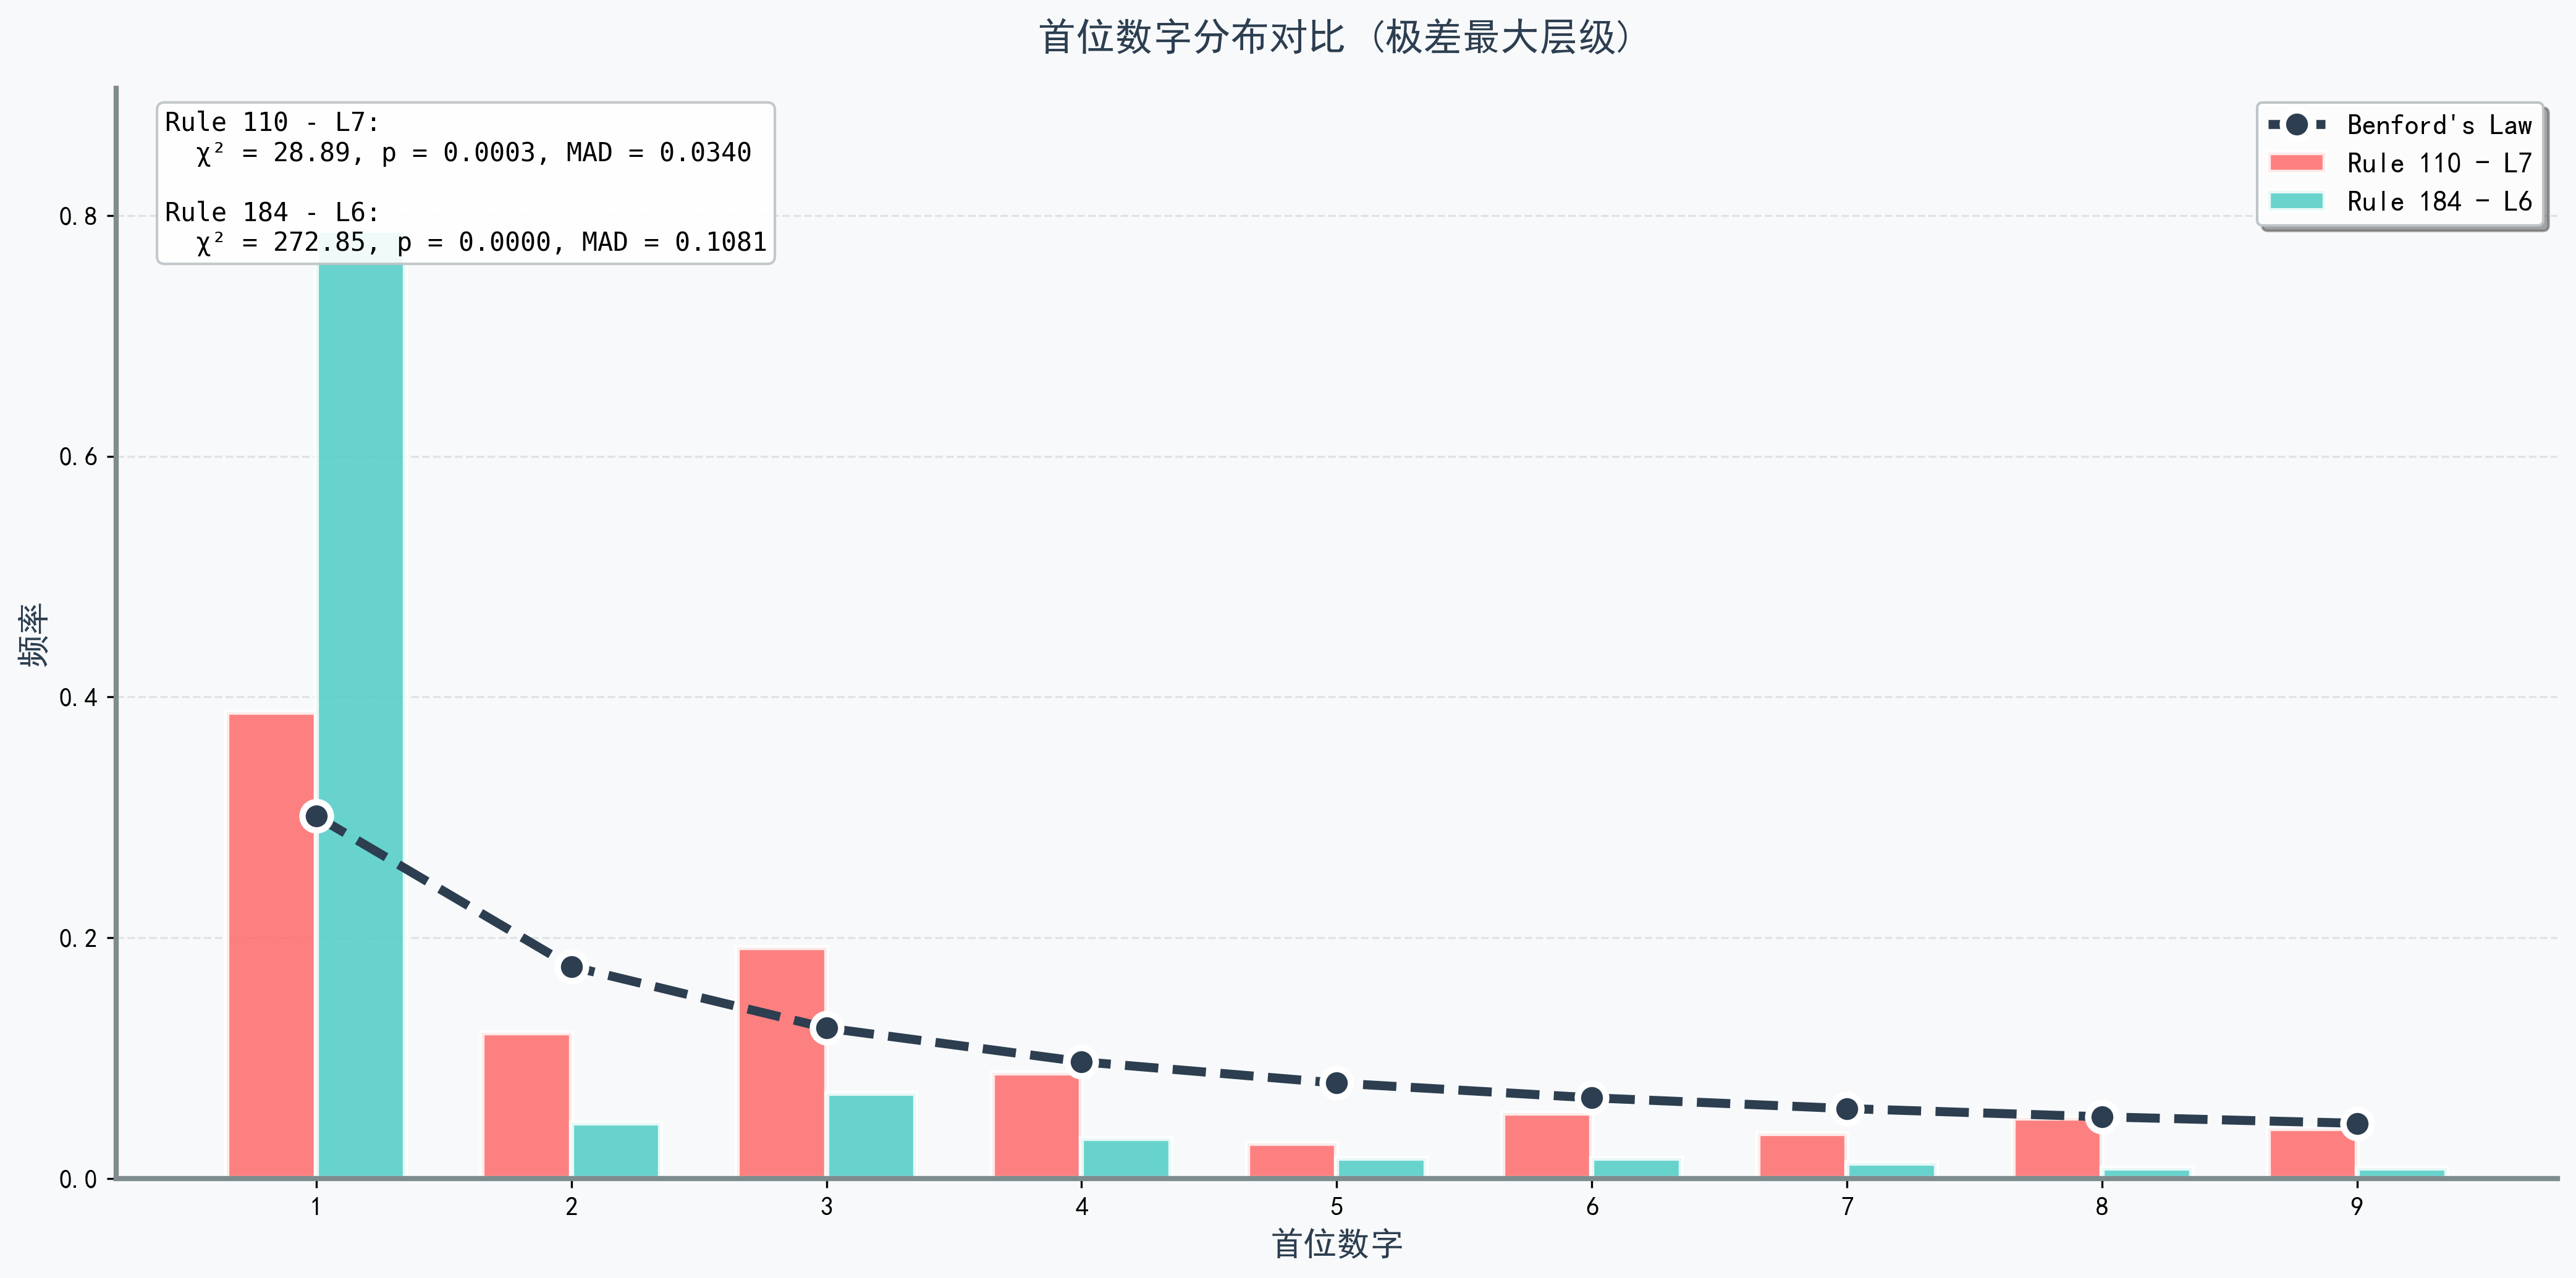 首位数字分布对比 (极差最大层级)
Rule 110 - L7:
χ² = 28.89, p = 0.0003, MAD = 0.0340
Rule 184 - L6:
χ² = 272.85, p = 0.0000, MAD = 0.1081
Benford's Law
Rule 110 - L7
Rule 184 - L6
频率
0.8
0.6
0.4
0.2
0.0
1 2 3 4 5 6 7 8 9
首位数字